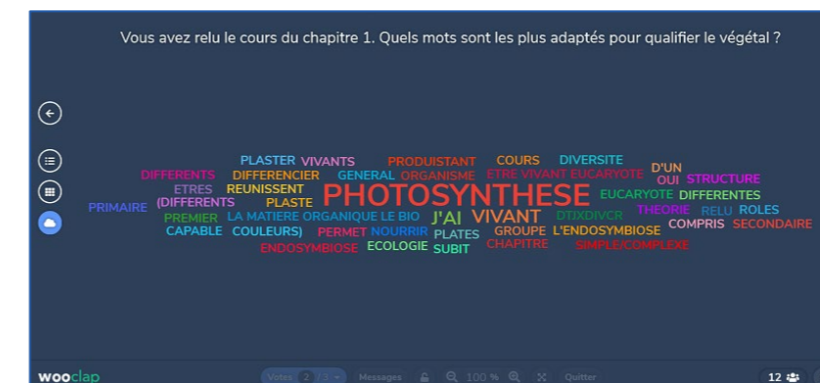 Vous avez relu le cours du chapitre 1. Quels mots sont les plus adaptés pour qualifier le végétal ?
PLASTER VIVANTS PRODUISTANT COURS DIVERSITE
DIFFERENTS DIFFERENCIER GENERAL ORGANISME ETRE VIVANT EUCARYOTE D'UN
OUI STRUCTURE
ETRES REUNISSENT PHOTOSYNTHESE EUCARYOTE DIFFERENTES
PRIMAIRE (DIFFERENTS PLASTE THEORIE RELU ROLES
PREMIER LA MATIERE ORGANIQUE LE BIO J'AI VIVANT DTIXDIVCR
CAPABLE COULEURS) PERMET NOURRIR PLATES GROUPE L'ENDOSYMBIOSE COMPRIS SECONDAIRE
ENDOSYMBIOSE ECOLOGIE SUBIT CHAPITRE SIMPLE/COMPLEXE
wooclap Votes 2 / 3 Messages 100 % Quitter 12